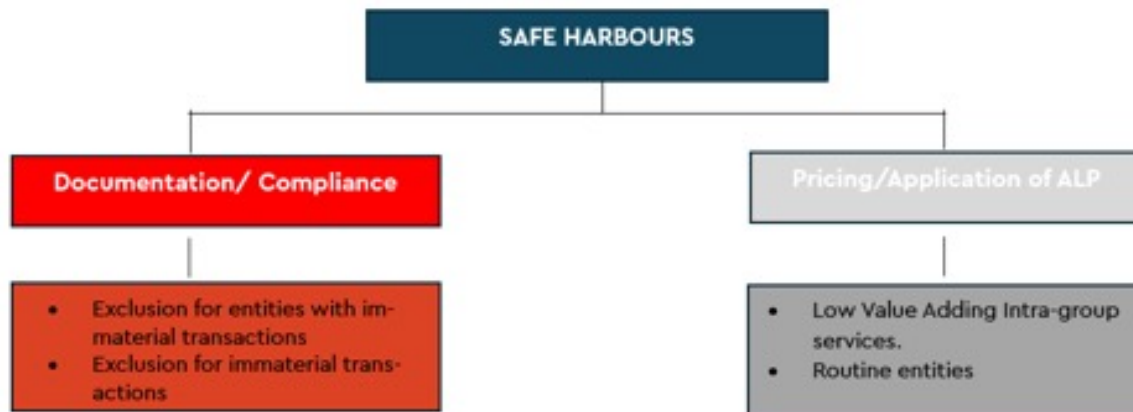 SAFE HARBOURS
Documentation/ Compliance
Pricing/Application of ALP
• Exclusion for entities with im-
material transactions
• Exclusion for immaterial trans-
actions
• Low Value Adding Intra-group
services.
• Routine entities